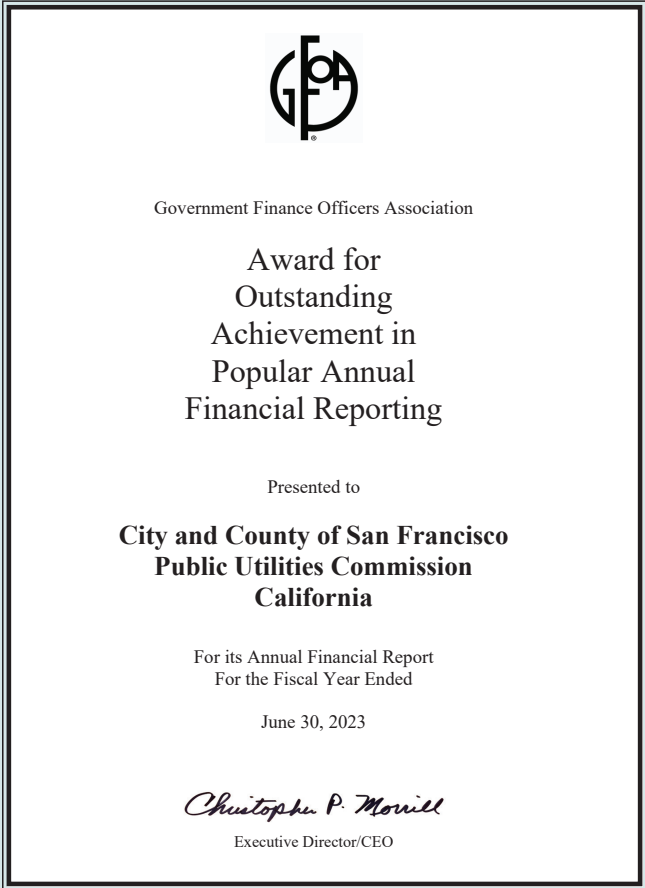 GFOA
®
Government Finance Officers Association
Award for
Outstanding
Achievement in
Popular Annual
Financial Reporting
Presented to
City and County of San Francisco
Public Utilities Commission
California
For its Annual Financial Report
For the Fiscal Year Ended
June 30, 2023
Christopher P. Morrill
Executive Director/CEO